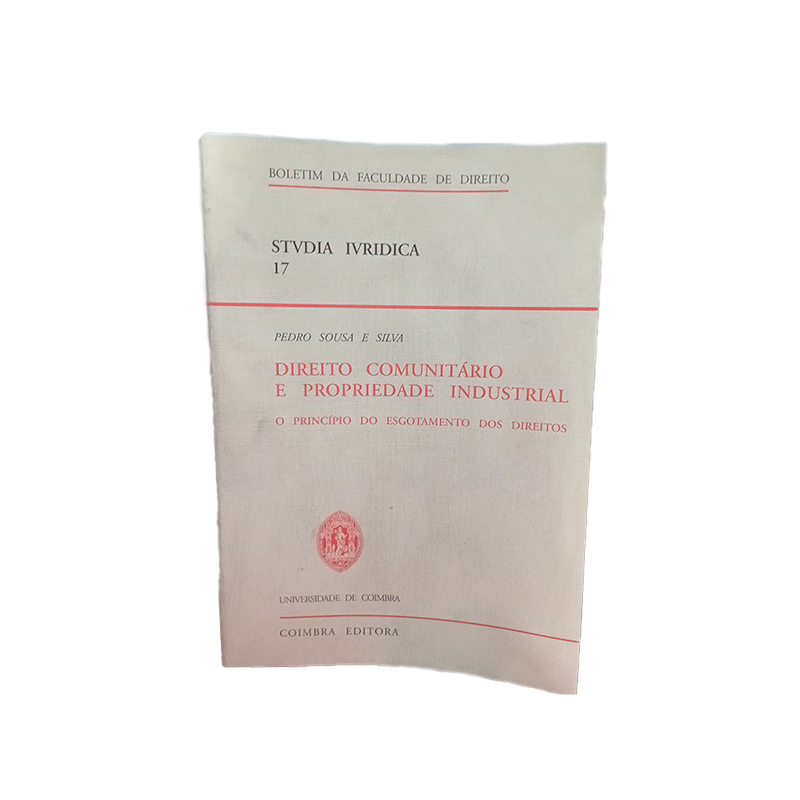 BOLETIM DA FACULDADE DE DIREITO
STVDIA IVRIDICA
17
PEDRO SOUSA E SILVA
DIREITO COMUNITÁRIO
E PROPRIEDADE INDUSTRIAL
O PRINCÍPIO DO ESGOTAMENTO DOS DIREITOS
UNIVERSIDADE DE COIMBRA
COIMBRA EDITORA